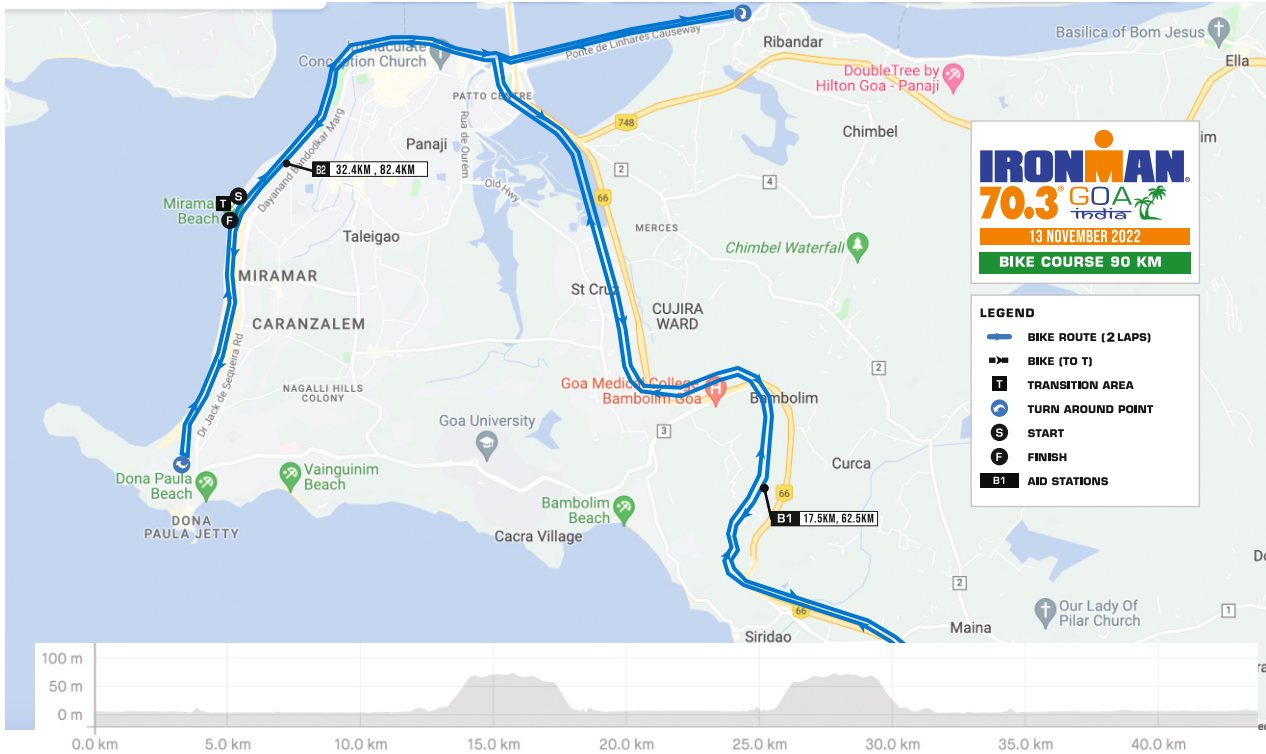 Immaculate
Conception Church
Ponte de Linhares Causeway
Ribandar
Basilica of Bom Jesus
Ella
DoubleTree by
Hilton Goa - Panaji
PATTO CENTRE
748
Chimbel
Panaji
Rua de Ourém
Dayanand Bandodkar Marg
B2 32.4KM , 82.4KM
2
4
Old Hwy
66
S
T
F
Miramar
Beach
Taleigao
MERCES
Chimbel Waterfall
MIRAMAR
St Cruz
CUJIRA
WARD
CARANZALEM
Dr Jack de Sequeira Rd
NAGALLI HILLS
COLONY
Goa Medical College
Bambolim Goa
H
Bambolim
2
3
Goa University
Curca
Dona Paula
Beach
Vainguinim
Beach
66
Bambolim
Beach
B1 17.5KM, 62.5KM
DONA
PAULA JETTY
Cacra Village
66
2
Our Lady Of
Pilar Church
1
Siridao
Maina
IRONMAN®
70.3® GOA
india
13 NOVEMBER 2022
BIKE COURSE 90 KM
LEGEND
BIKE ROUTE (2 LAPS)
BIKE (TO T)
T TRANSITION AREA
TURN AROUND POINT
S START
F FINISH
B1 AID STATIONS
100 m
50 m
0 m
0.0 km 5.0 km 10.0 km 15.0 km 20.0 km 25.0 km 30.0 km 35.0 km 40.0 km